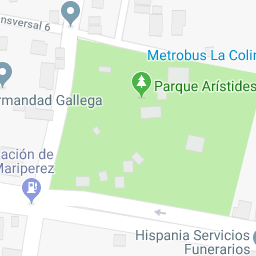 nsversal 6
Metrobus La Colin
Parque Arístides
rmandad Gallega
ación de
Mariperez
Hispania Servicios
Funerarios